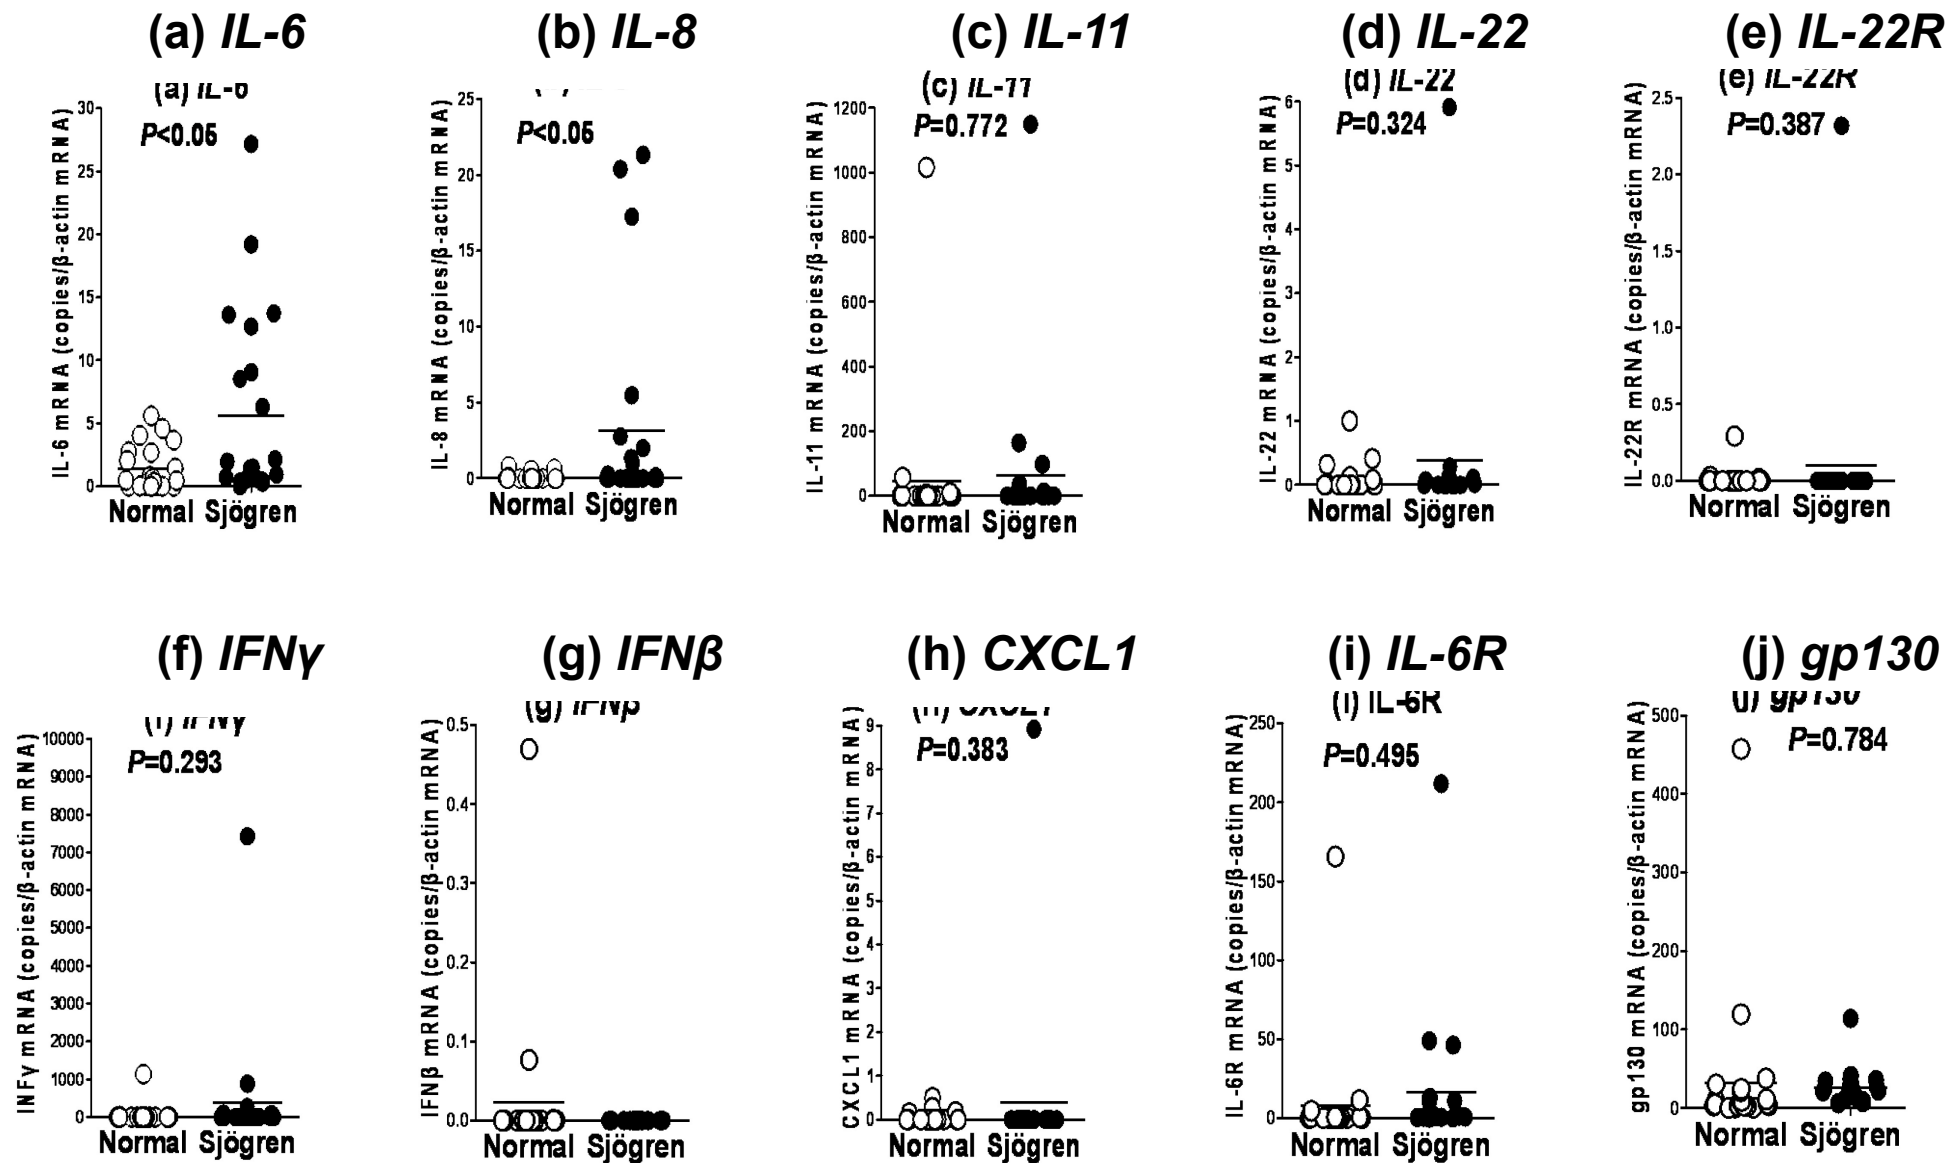 (a) IL-6
(b) IL-8
(c) IL-11
(d) IL-22
(e) IL-22R
(a) IL-6
P<0.05
30
25
20
15
10
5
0
IL-6 mRNA (copies/β-actin mRNA)
Normal Sjögren
P<0.05
25
20
15
10
5
0
IL-8 mRNA (copies/β-actin mRNA)
Normal Sjögren
(c) IL-11
P=0.772
1200
1000
800
600
400
200
0
IL-11 mRNA (copies/β-actin mRNA)
Normal Sjögren
(d) IL-22
P=0.324
6
5
4
3
2
1
0
IL-22 mRNA (copies/β-actin mRNA)
Normal Sjögren
(e) IL-22R
P=0.387
2.5
2.0
1.5
1.0
0.5
0.0
IL-22R mRNA (copies/β-actin mRNA)
Normal Sjögren
(f) IFNγ
(g) IFNβ
(h) CXCL1
(i) IL-6R
(j) gp130
(f) IFNγ
P=0.293
10000
9000
8000
7000
6000
5000
4000
3000
2000
1000
0
INFγ mRNA (copies/β-actin mRNA)
Normal Sjögren
(g) IFNβ
0.5
0.4
0.3
0.2
0.1
0.0
IFNβ mRNA (copies/β-actin mRNA)
Normal Sjögren
(h) CXCL1
P=0.383
9
8
7
6
5
4
3
2
1
0
CXCL1 mRNA (copies/β-actin mRNA)
Normal Sjögren
(i) IL-6R
P=0.495
250
200
150
100
50
0
IL-6R mRNA (copies/β-actin mRNA)
Normal Sjögren
(j) gp130
P=0.784
500
400
300
200
100
0
gp130 mRNA (copies/β-actin mRNA)
Normal Sjögren